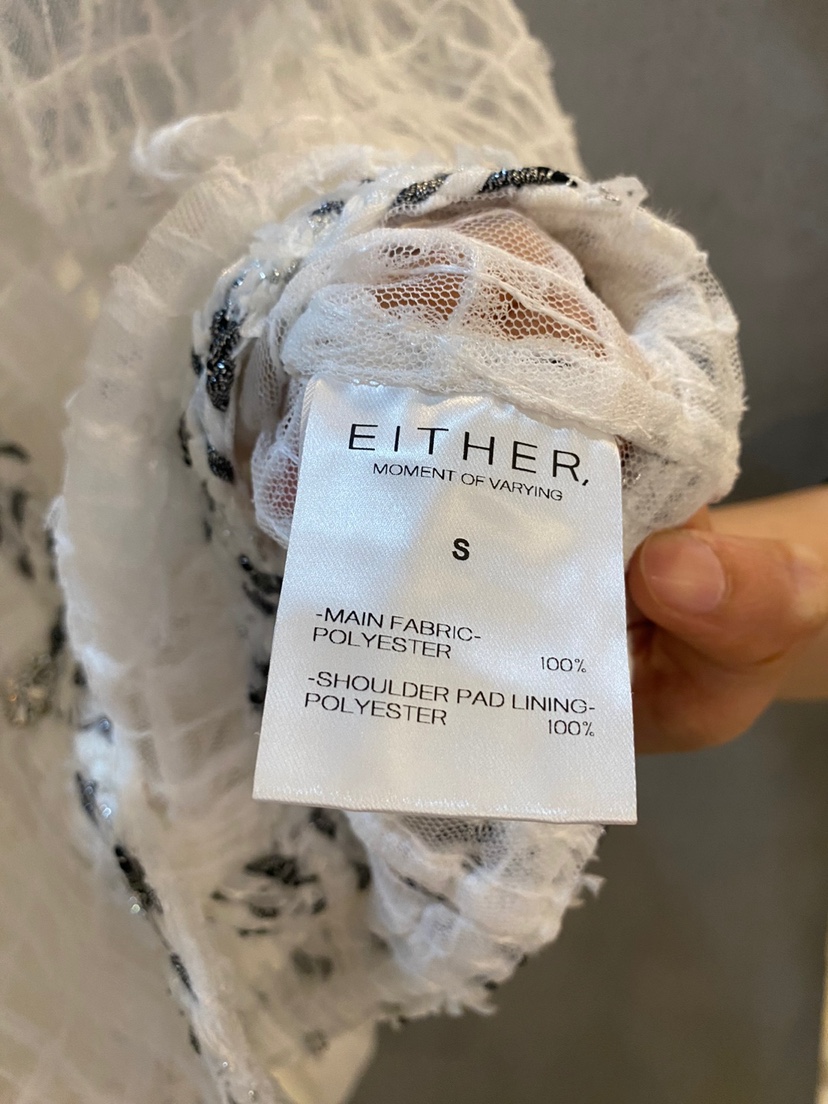 EITHER,
MOMENT OF VARYING
S
-MAIN FABRIC-
POLYESTER 100%
-SHOULDER PAD LINING-
POLYESTER 100%